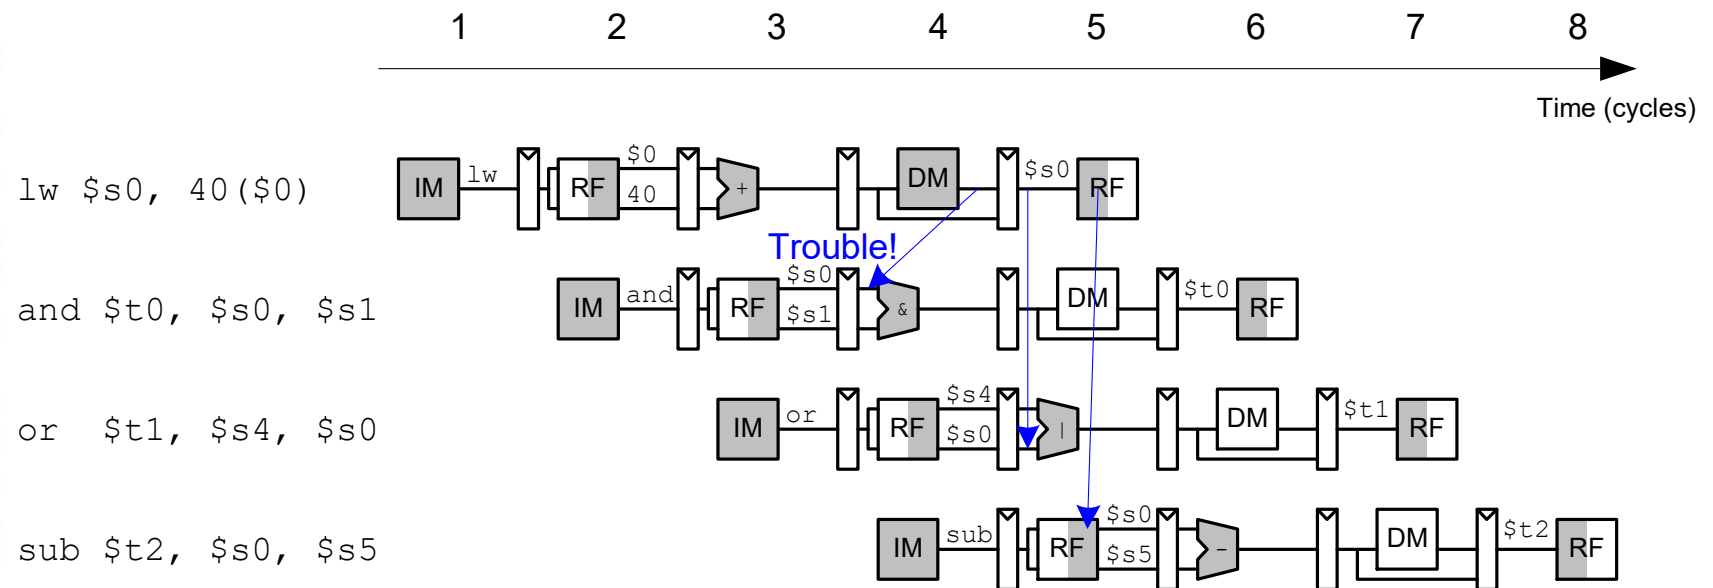 1 2 3 4 5 6 7 8
Time (cycles)
lw $s0, 40($0) IM lw RF $0 40 + DM $s0 RF
Trouble!
and $t0, $s0, $s1 IM and RF $s0 $s1 & DM $t0 RF
or $t1, $s4, $s0 IM or RF $s4 $s0 | DM $t1 RF
sub $t2, $s0, $s5 IM sub RF $s0 $s5 - DM $t2 RF